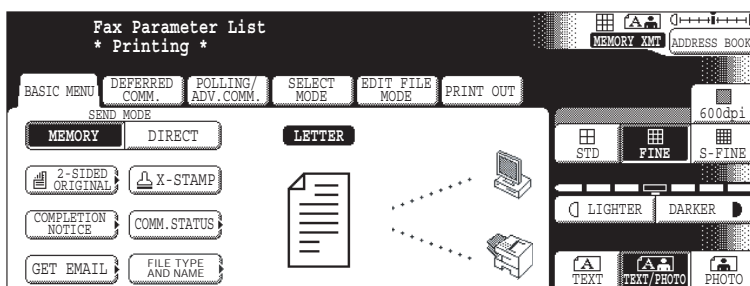 Fax Parameter List
* Printing *
MEMORY XMT
ADDRESS BOOK
BASIC MENU
DEFERRED
COMM.
POLLING/
ADV.COMM.
SELECT
MODE
EDIT FILE
MODE
PRINT OUT
SEND MODE
MEMORY
DIRECT
LETTER
2-SIDED
ORIGINAL
X-STAMP
COMPLETION
NOTICE
COMM.STATUS
GET EMAIL
FILE TYPE
AND NAME
600dpi
STD
FINE
S-FINE
LIGHTER
DARKER
A
TEXT
A
TEXT/PHOTO
PHOTO